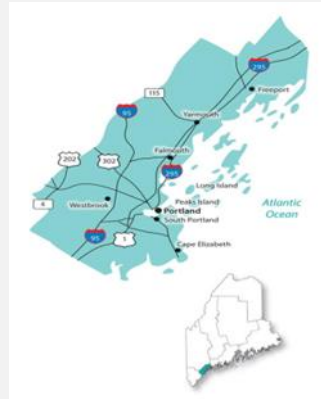 295
115
Freeport
95
Yarmouth
Falmouth
202
302
295
Long Island
4
Westbrook
Peaks Island
Atlantic
Ocean
Portland
South Portland
95
1
Cape Elizabeth